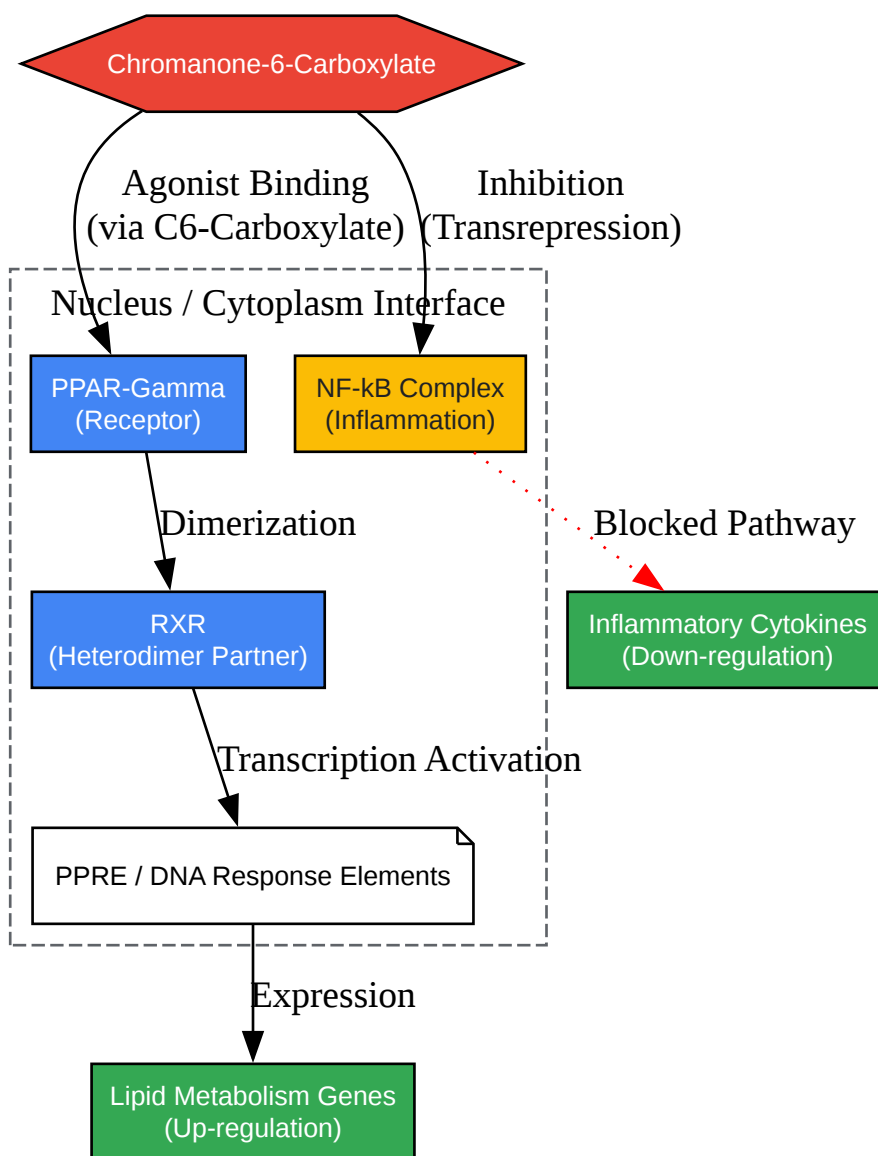 Chromanone-6-Carboxylate
Agonist Binding
(via C6-Carboxylate)
Inhibition
(Transrepression)
Nucleus / Cytoplasm Interface
PPAR-Gamma
(Receptor)
NF-kB Complex
(Inflammation)
Dimerization
Blocked Pathway
RXR
(Heterodimer Partner)
Inflammatory Cytokines
(Down-regulation)
Transcription Activation
PPRE / DNA Response Elements
Expression
Lipid Metabolism Genes
(Up-regulation)